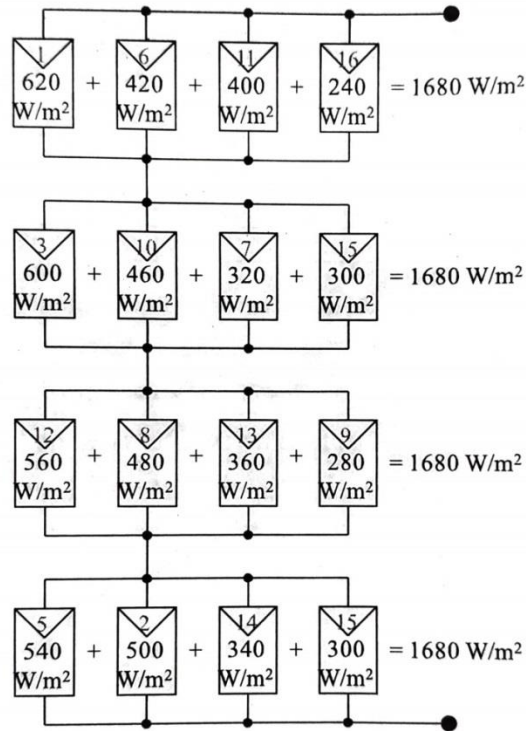 1 6 11 16
620 + 420 + 400 + 240 = 1680 W/m²
W/m² W/m² W/m² W/m²
3 10 7 15
600 + 460 + 320 + 300 = 1680 W/m²
W/m² W/m² W/m² W/m²
12 8 13 9
560 + 480 + 360 + 280 = 1680 W/m²
W/m² W/m² W/m² W/m²
5 2 14 15
540 + 500 + 340 + 300 = 1680 W/m²
W/m² W/m² W/m² W/m²